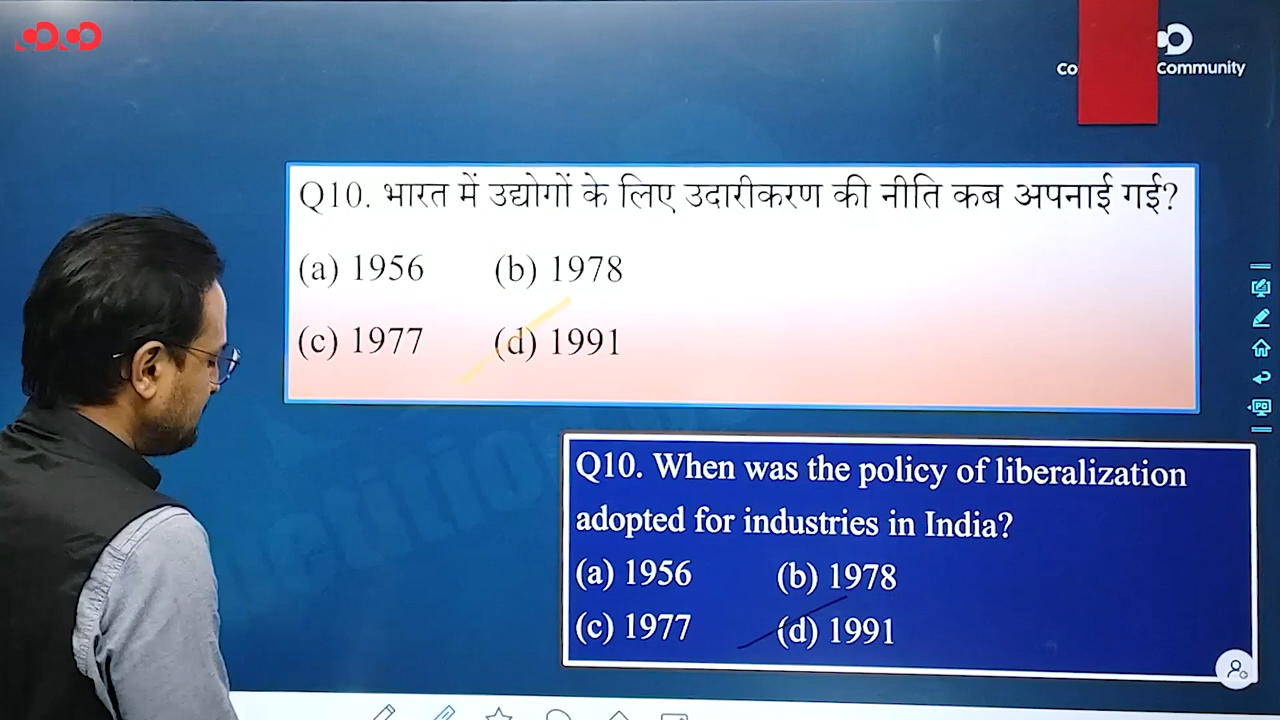 Community
Q10. भारत में उद्योगों के लिए उदारीकरण की नीति कब अपनाई गई?
(a) 1956 (b) 1978
(c) 1977 (d) 1991
Q10. When was the policy of liberalization
adopted for industries in India?
(a) 1956 (b) 1978
(c) 1977 (d) 1991